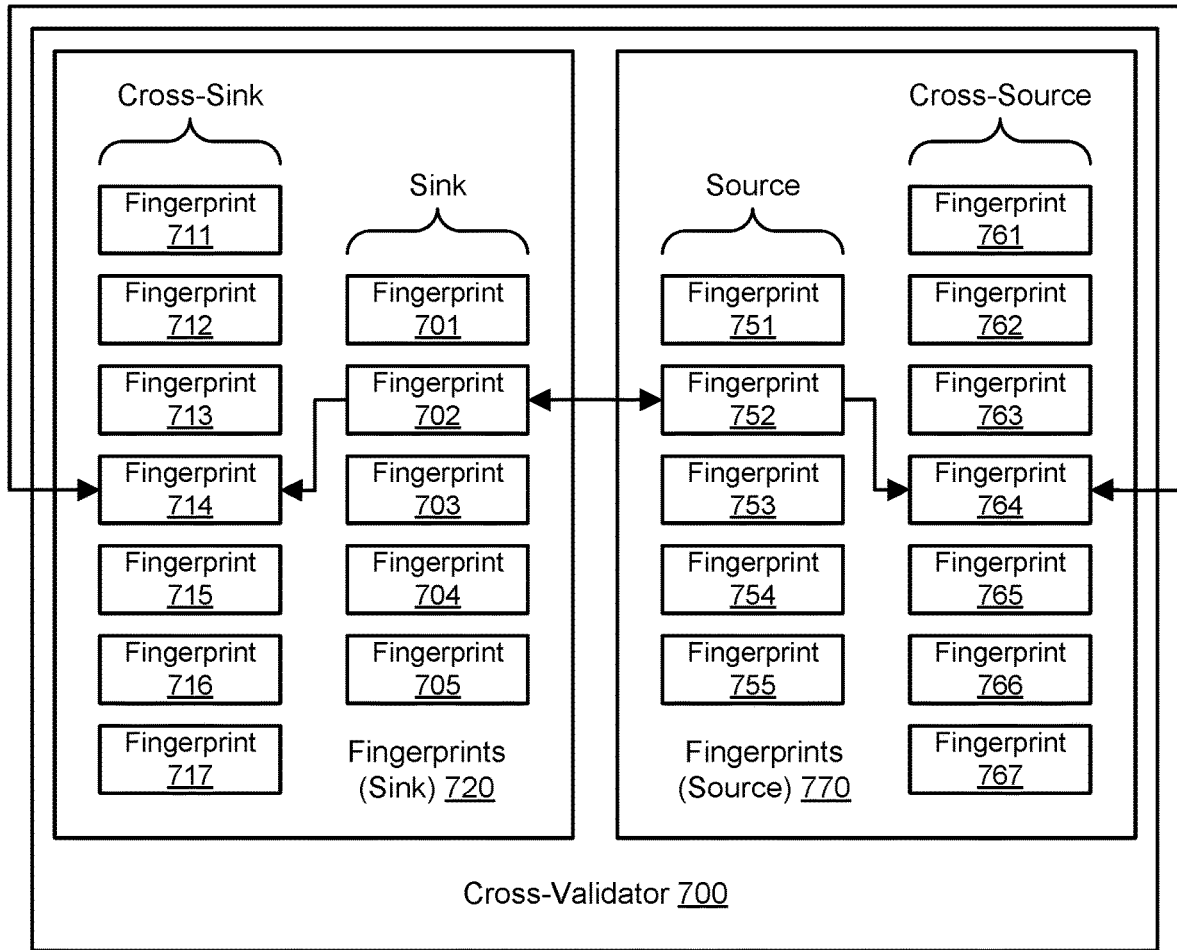 Cross-Sink
Fingerprint
711
Fingerprint
712
Fingerprint
713
Fingerprint
714
Fingerprint
715
Fingerprint
716
Fingerprint
717
Sink
Fingerprint
701
Fingerprint
702
Fingerprint
703
Fingerprint
704
Fingerprint
705
Fingerprints
(Sink) 720
Source
Fingerprint
751
Fingerprint
752
Fingerprint
753
Fingerprint
754
Fingerprint
755
Fingerprints
(Source) 770
Cross-Source
Fingerprint
761
Fingerprint
762
Fingerprint
763
Fingerprint
764
Fingerprint
765
Fingerprint
766
Fingerprint
767
Cross-Validator 700